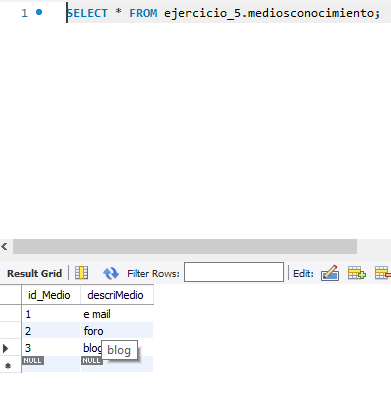 1 SELECT * FROM ejercicio_5.mediosconocimiento;
Result Grid Filter Rows: Edit:
id_Medio descriMedio
1 e mail
2 foro
3 blog blog
NULL NULL